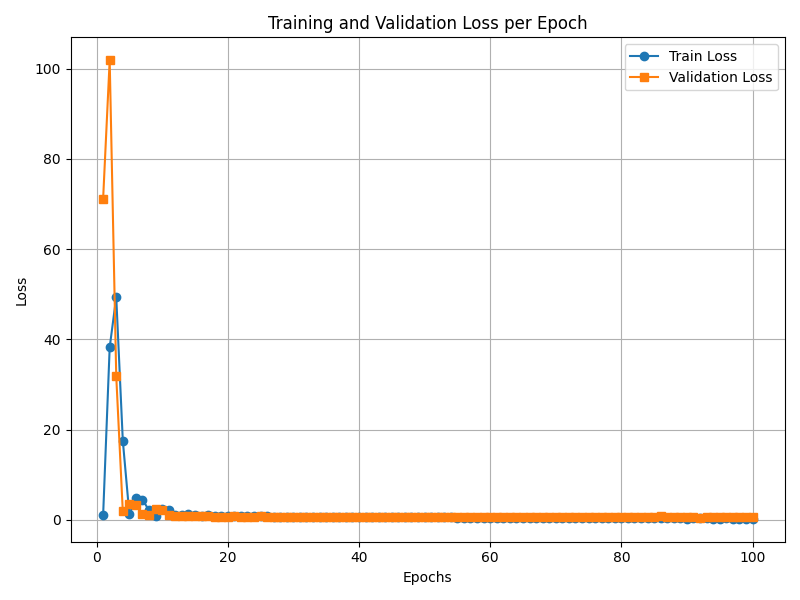 Training and Validation Loss per Epoch
Train Loss
Validation Loss
100
80
60
40
20
0
Loss
0 20 40 60 80 100
Epochs